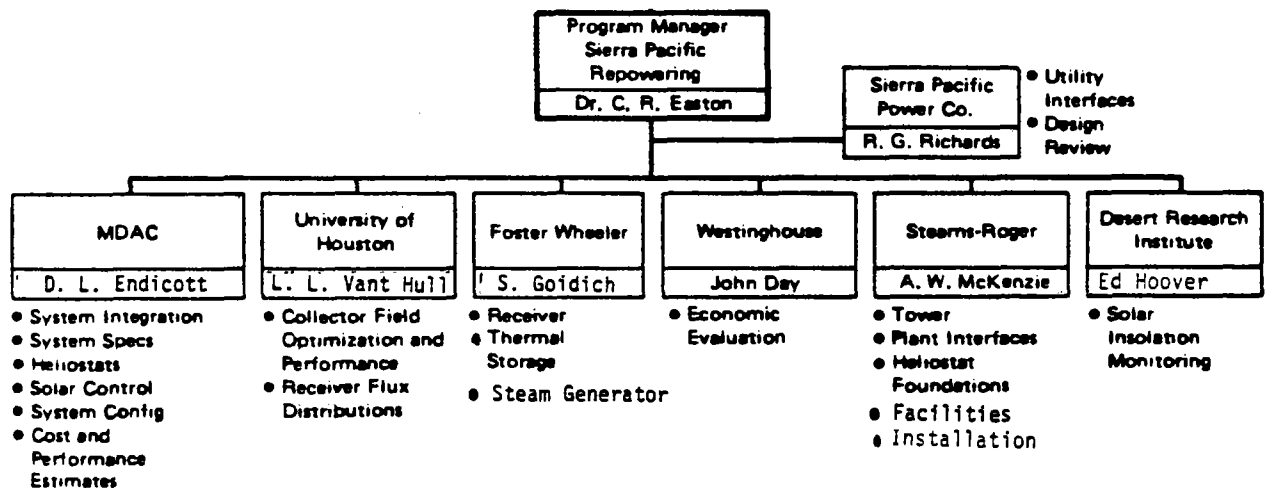 Program Manager
Sierra Pacific
Repowering
Dr. C. R. Easton
Sierra Pacific
Power Co.
R. G. Richards
• Utility
Interfaces
• Design
Review
MDAC
D. L. Endicott
• System Integration
• System Specs
• Heliostats
• Solar Control
• System Config
• Cost and
Performance
Estimates
University of
Houston
L. L. Vant Hull
• Collector Field
Optimization and
Performance
• Receiver Flux
Distributions
Foster Wheeler
S. Goidich
• Receiver
• Thermal
Storage
• Steam Generator
Westinghouse
John Day
• Economic
Evaluation
Stearns-Roger
A. W. McKenzie
• Tower
• Plant Interfaces
• Heliostat
Foundations
• Facilities
• Installation
Desert Research
Institute
Ed Hoover
• Solar
Insolation
Monitoring